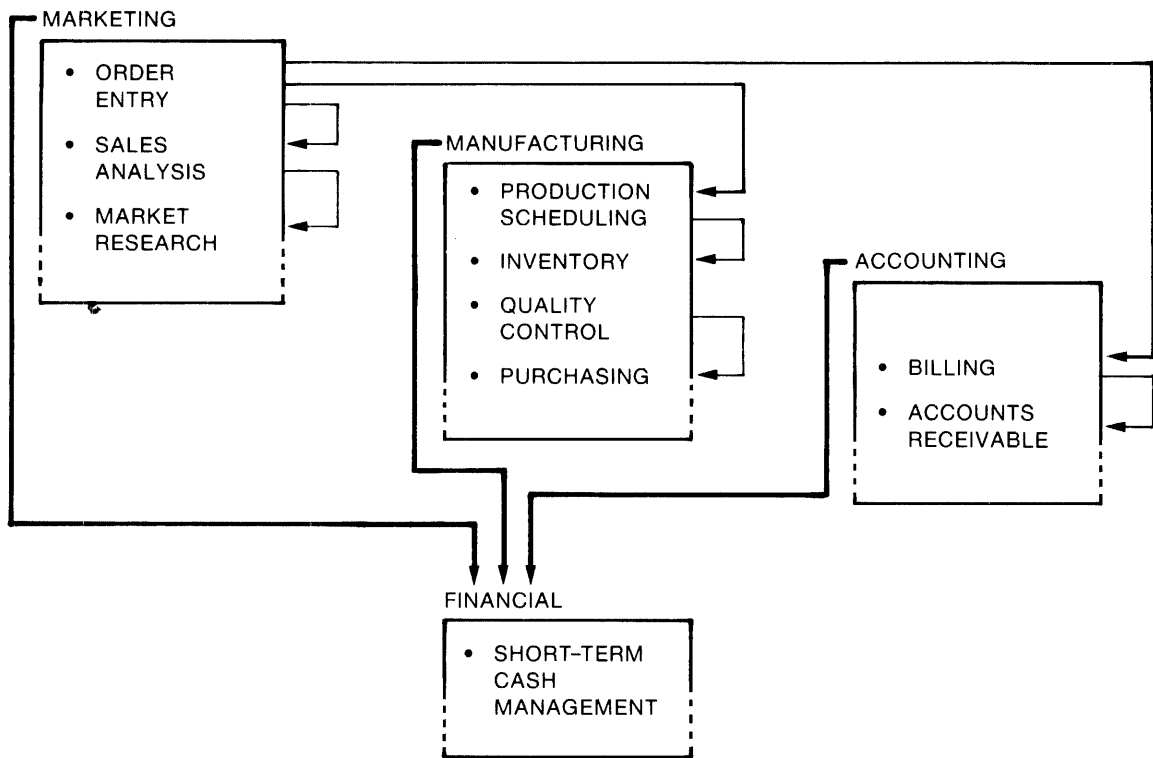 MARKETING
• ORDER
ENTRY
• SALES
ANALYSIS
• MARKET
RESEARCH
MANUFACTURING
• PRODUCTION
SCHEDULING
• INVENTORY
• QUALITY
CONTROL
• PURCHASING
ACCOUNTING
• BILLING
• ACCOUNTS
RECEIVABLE
FINANCIAL
• SHORT-TERM
CASH
MANAGEMENT